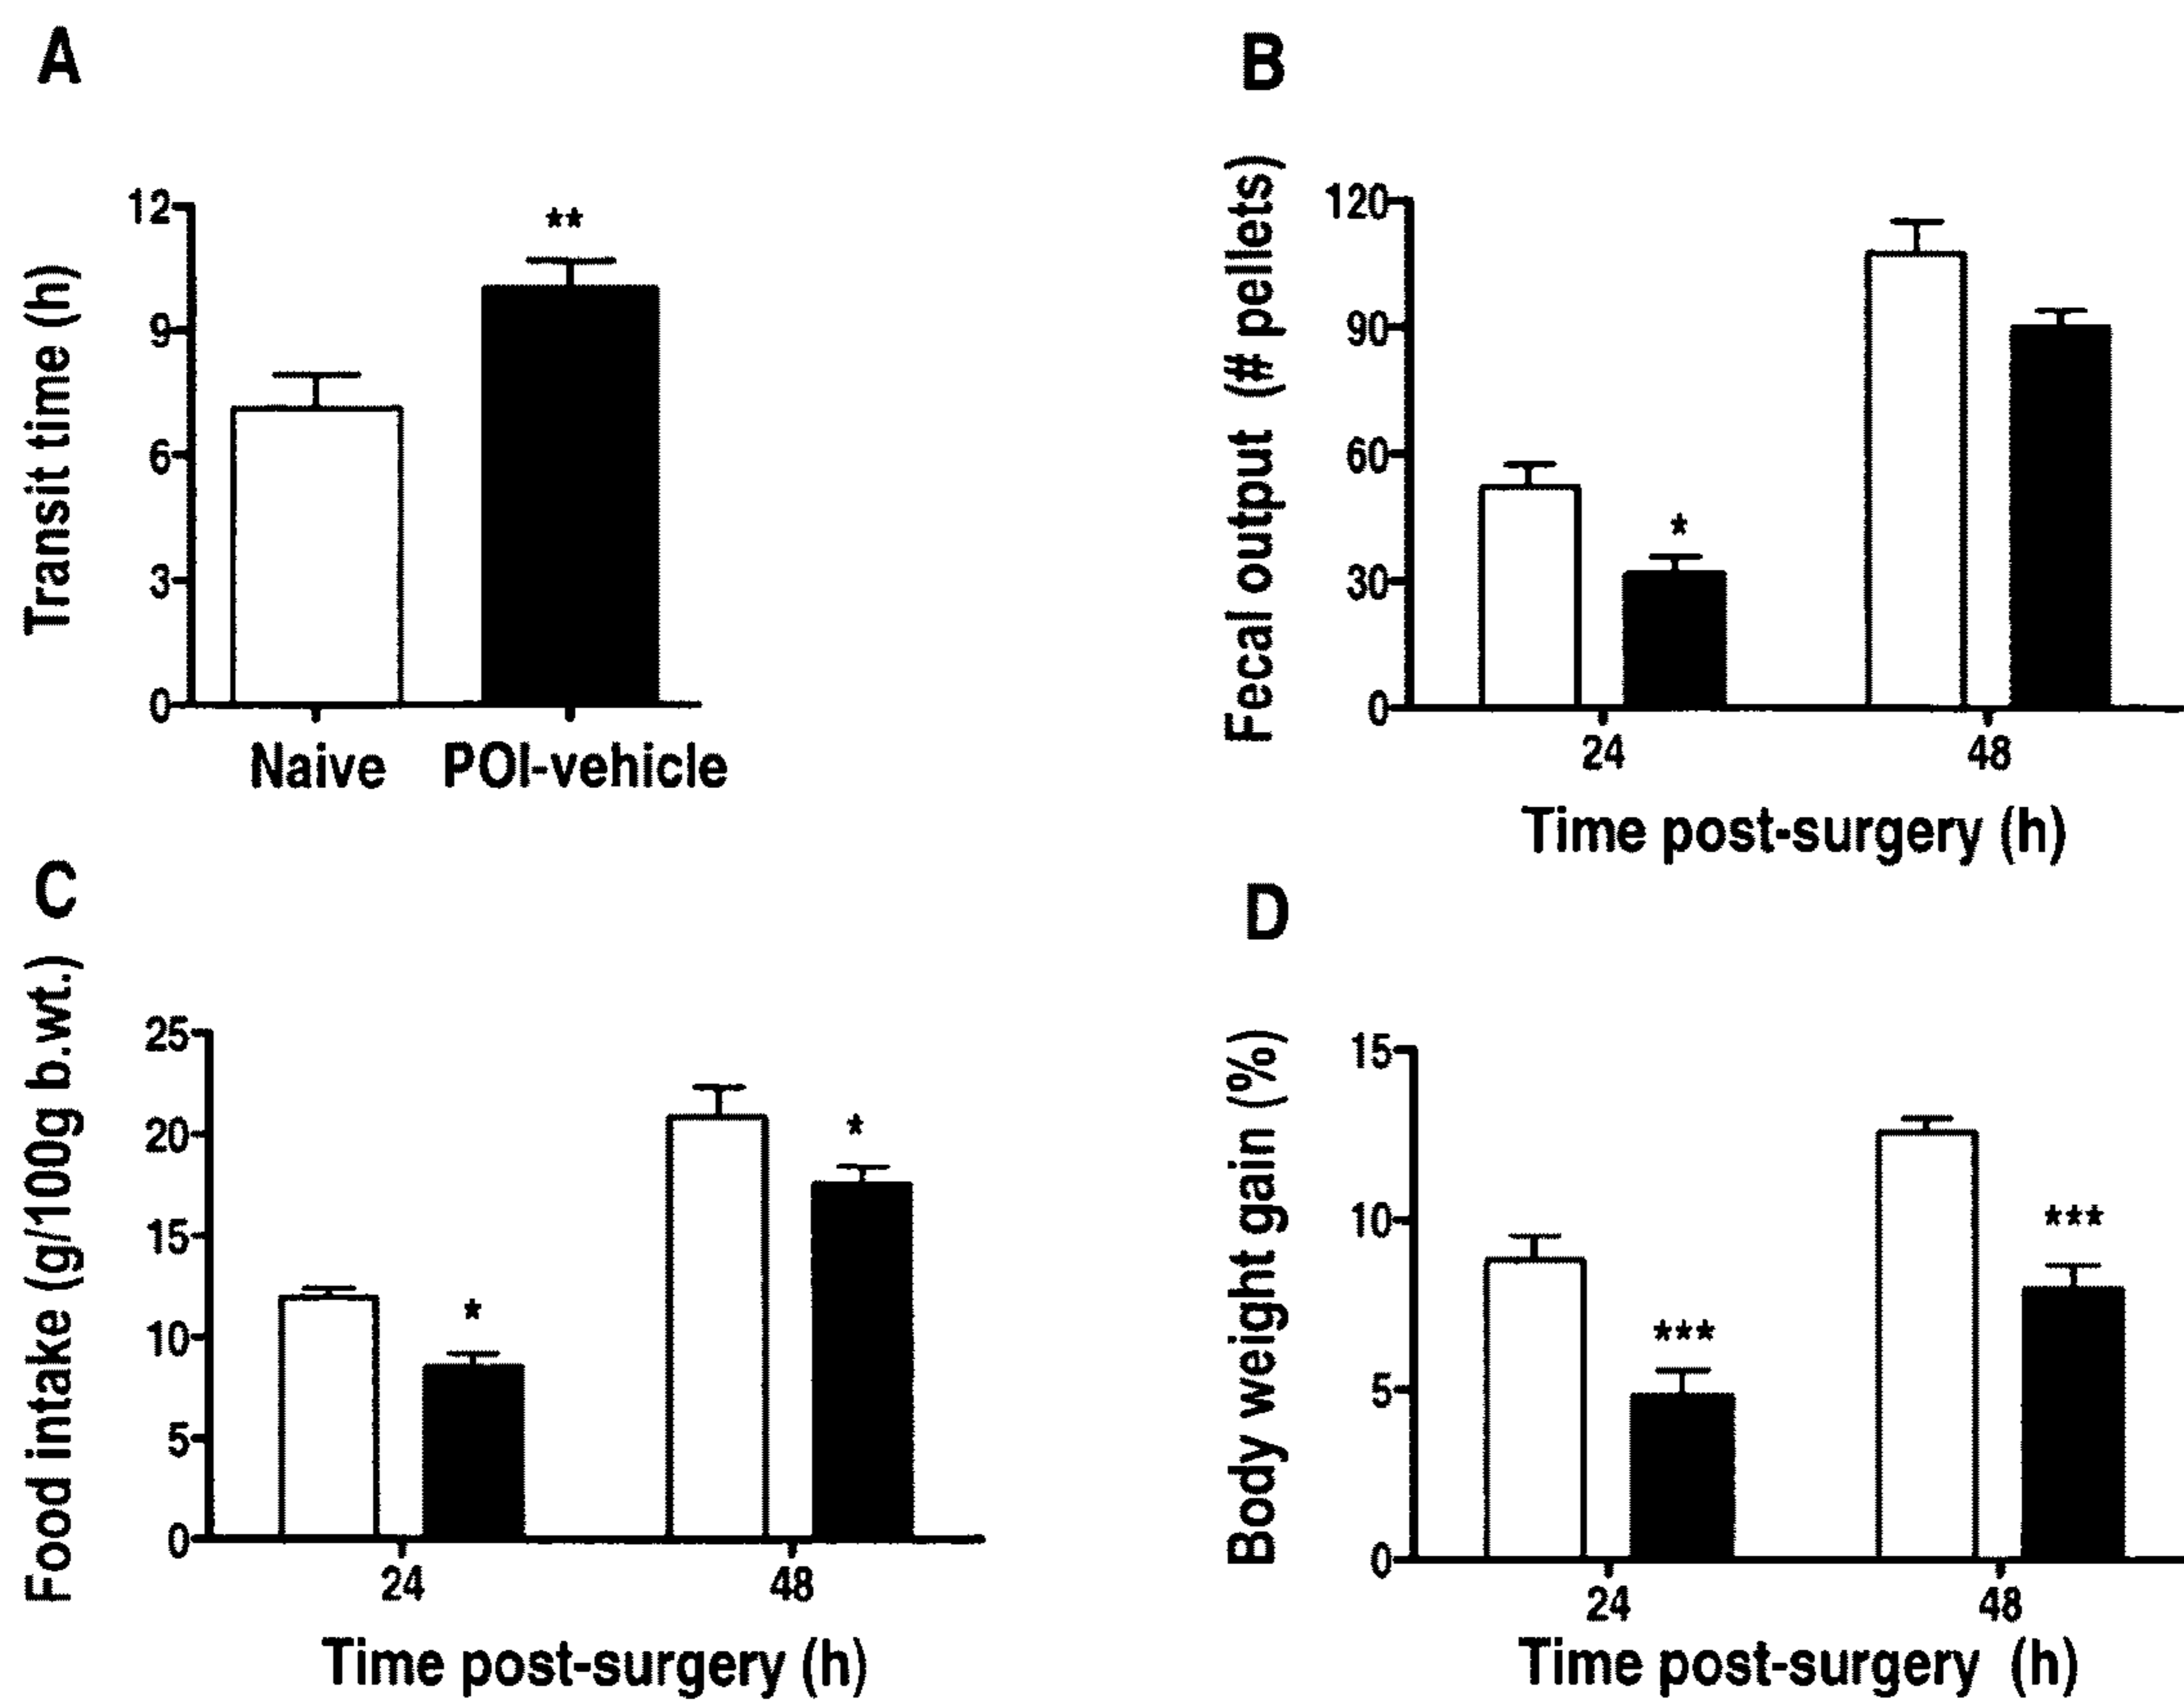 A
Transit time (h)
12
9
6
3
0
**
Naive POI-vehicle
B
Fecal output (# pellets)
120
90
60
30
0
*
24 48
Time post-surgery (h)
C
Food intake (g/100g b.wt.)
25
20
15
10
5
0
*
*
24 48
Time post-surgery (h)
D
Body weight gain (%)
15
10
5
0
***
***
24 48
Time post-surgery (h)